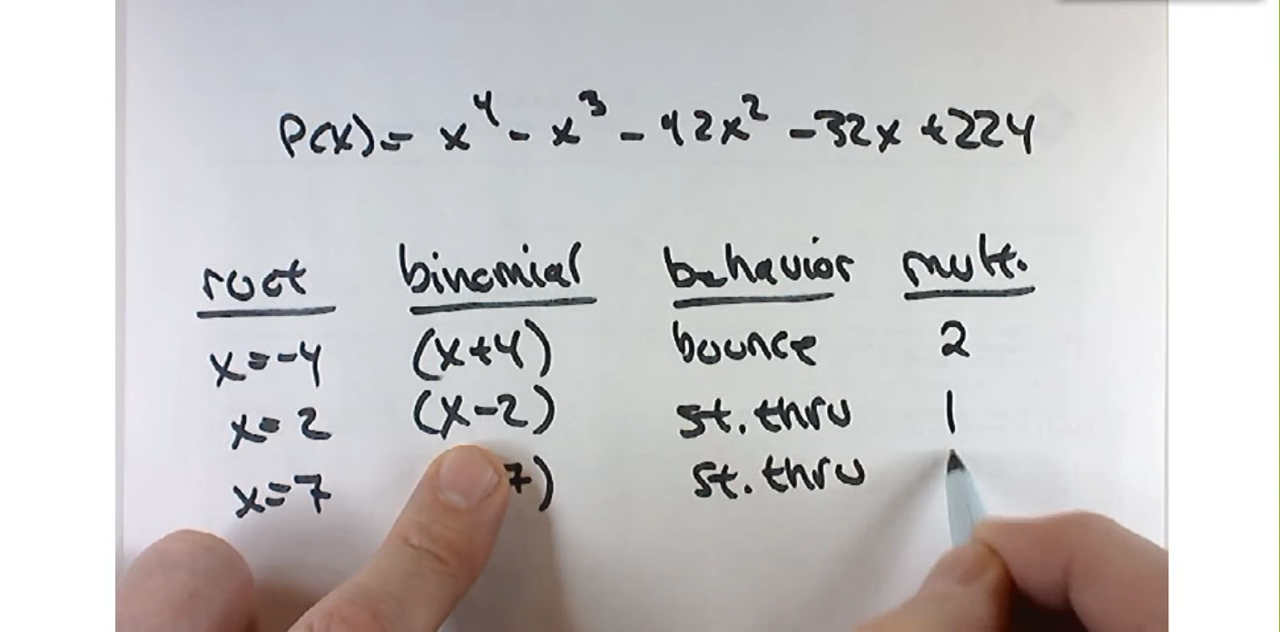 P(x)= x⁴ - x³ - 42x² - 32x + 224
root binomial behavior mult.
x=-4 (x+4) bounce 2
x=2 (x-2) st. thru 1
x=7 7) st. thru